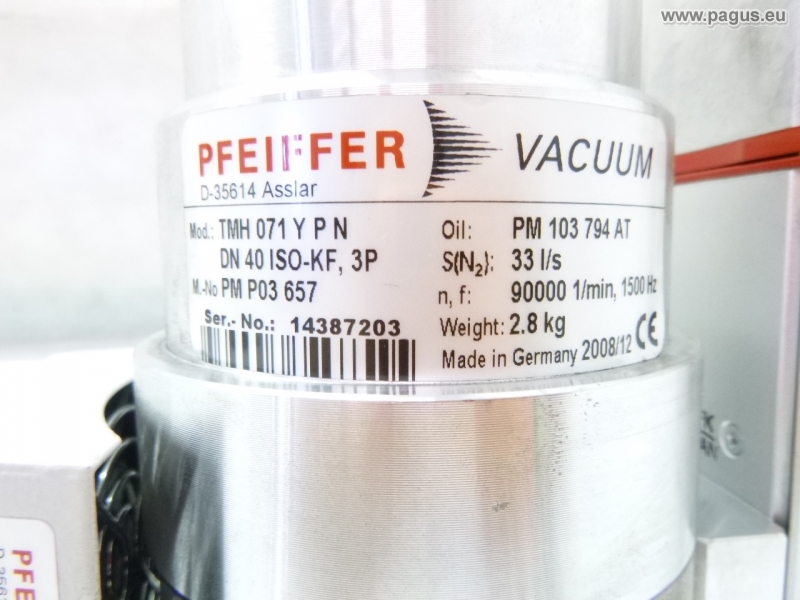 www.pagus.eu
PFEIFFER VACUUM
D-35614 Asslar
Mod.: TMH 071 Y P N
DN 40 ISO-KF, 3P
M.-No PM P03 657
Ser.- No.: 14387203
Oil: PM 103 794 AT
S(N₂): 33 l/s
n, f: 90000 1/min, 1500 Hz
Weight: 2.8 kg
Made in Germany 2008/12 CE
PFE